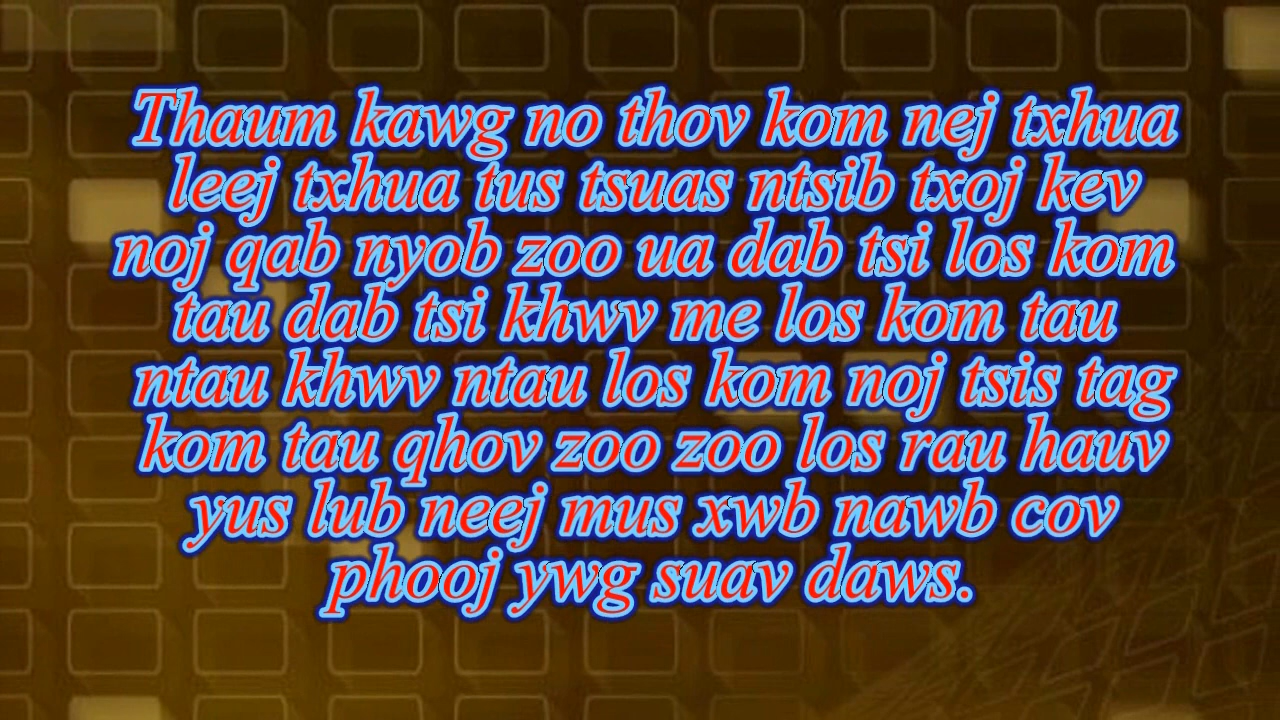 Thaum kawg no thov kom nej txhua
leej txhua tus tsuas ntsib txoj kev
noj qab nyob zoo ua dab tsi los kom
tau dab tsi khwv me los kom tau
ntau khwv ntau los kom noj tsis tag
kom tau qhov zoo zoo los rau hauv
yus lub neej mus xwb nawb cov
phooj ywg suav daws.